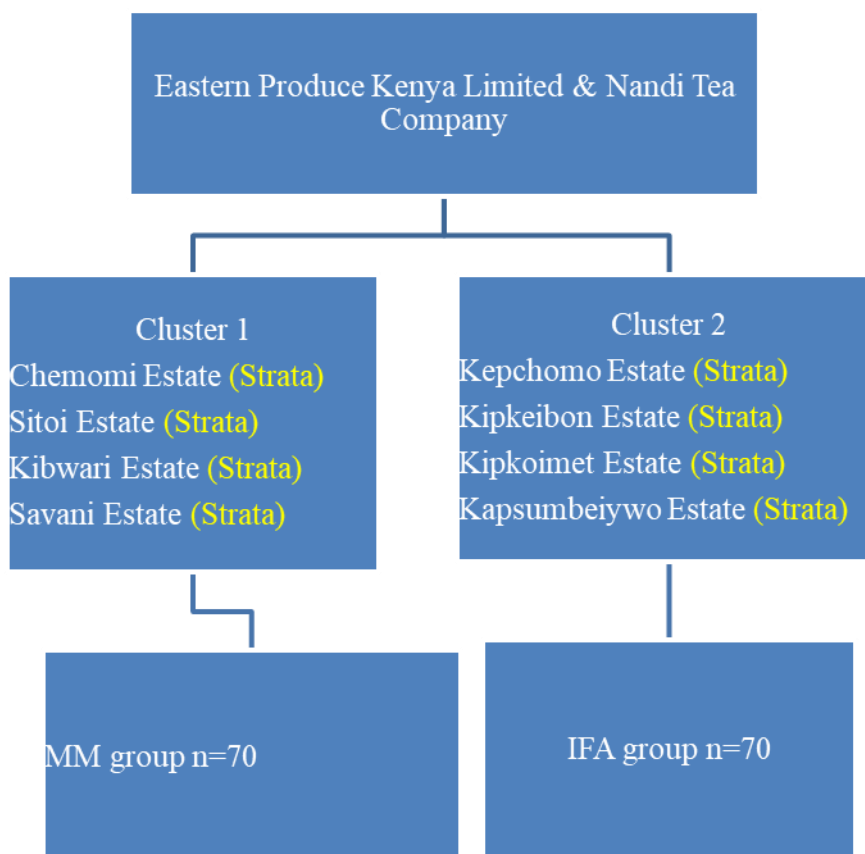 Eastern Produce Kenya Limited & Nandi Tea
Company
Cluster 1
Chemomi Estate (Strata)
Sitoi Estate (Strata)
Kibwari Estate (Strata)
Savani Estate (Strata)
Cluster 2
Kepchomo Estate (Strata)
Kipkeibon Estate (Strata)
Kipkoimet Estate (Strata)
Kapsumbeiywo Estate (Strata)
MM group n=70
IFA group n=70